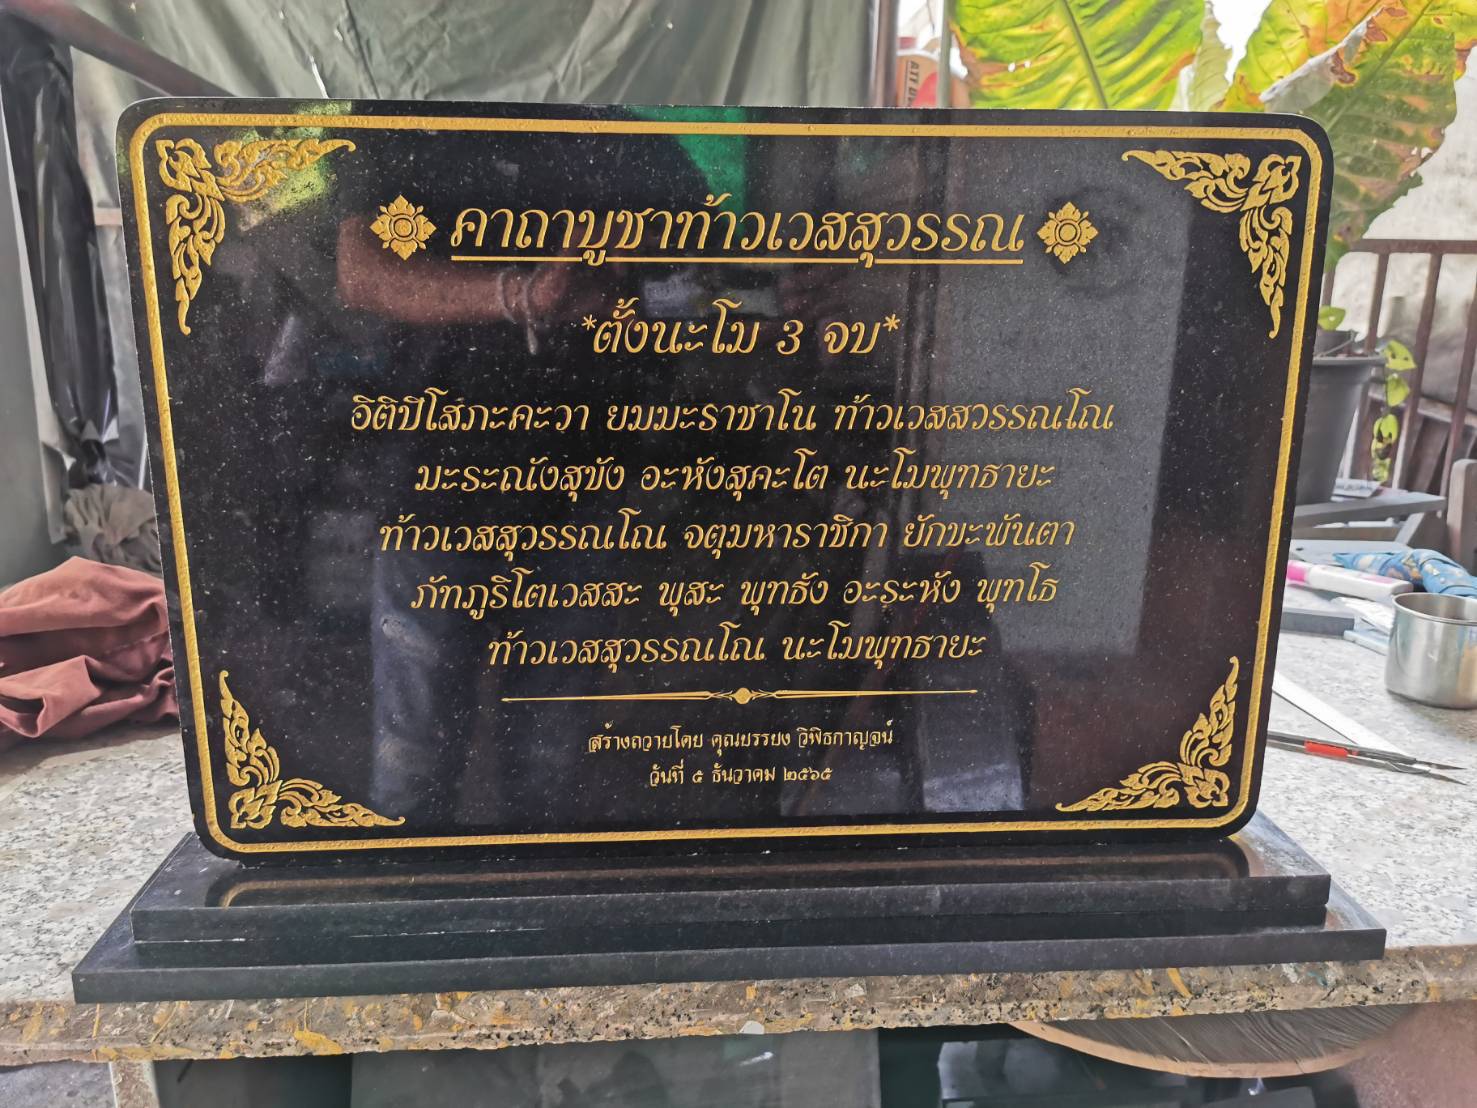 คาถาบูชาท้าวเวสสุวรรณ
*ตั้งนะโม 3 จบ*
อิติปิโสภะคะวา ยมมะราชาโน ท้าวเวสสวรรณโณ
มะระณังสุขัง อะหังสุคะโต นะโมพุทธายะ
ท้าวเวสสุวรรณโณ จตุมหาราชิกา ยักขะพันตา
ภัทภูริโตเวสสะ พุสะ พุทธัง อะระหัง พุทโธ
ท้าวเวสสุวรรณโณ นะโมพุทธายะ
สร้างถวายโดย คุณบรรยง วิพิธกาญจน์
วันที่ ๕ ธันวาคม ๒๕๖๕